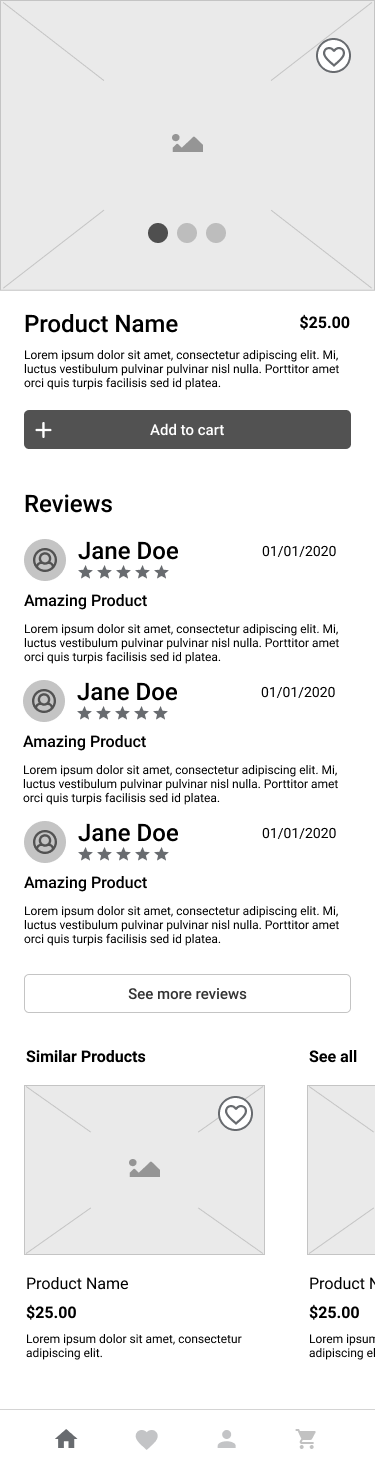 Product Name
$25.00
Lorem ipsum dolor sit amet, consectetur adipiscing elit. Mi,
luctus vestibulum pulvinar pulvinar nisl nulla. Porttitor amet
orci quis turpis facilisis sed id platea.
Add to cart
Reviews
Jane Doe
01/01/2020
Amazing Product
Lorem ipsum dolor sit amet, consectetur adipiscing elit. Mi,
luctus vestibulum pulvinar pulvinar nisl nulla. Porttitor amet
orci quis turpis facilisis sed id platea.
Jane Doe
01/01/2020
Amazing Product
Lorem ipsum dolor sit amet, consectetur adipiscing elit. Mi,
luctus vestibulum pulvinar pulvinar nisl nulla. Porttitor amet
orci quis turpis facilisis sed id platea.
Jane Doe
01/01/2020
Amazing Product
Lorem ipsum dolor sit amet, consectetur adipiscing elit. Mi,
luctus vestibulum pulvinar pulvinar nisl nulla. Porttitor amet
orci quis turpis facilisis sed id platea.
See more reviews
Similar Products
See all
Product Name
$25.00
Lorem ipsum dolor sit amet, consectetur
adipiscing elit.
Product
$25.00
Lorem
adipiscing